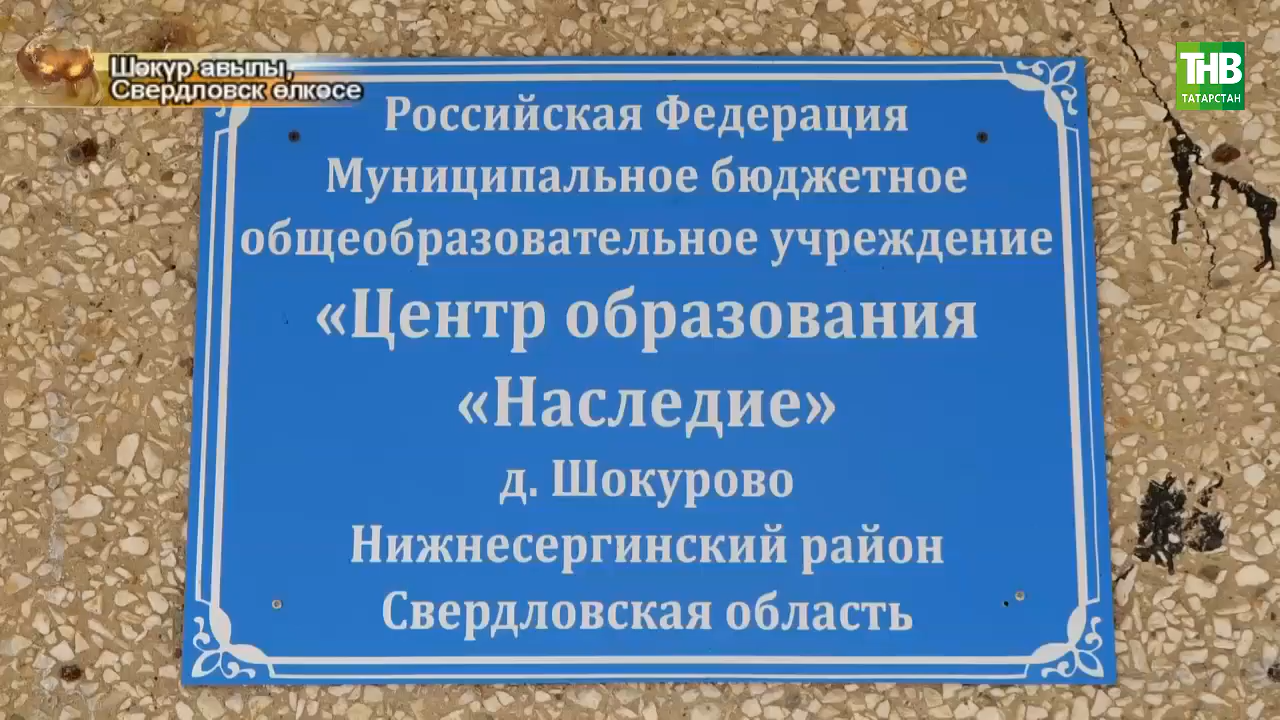 Шәкүр авылы,
Свердловск өлкәсе
ТНВ
ТАТАРСТАН
Российская Федерация
Муниципальное бюджетное
общеобразовательное учреждение
«Центр образования
«Наследие»
д. Шокурово
Нижнесергинский район
Свердловская область